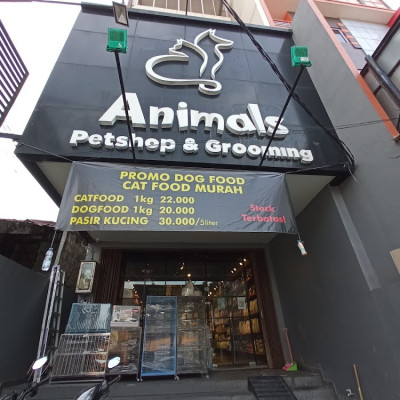 Animals
Petshop & Grooming
PROMO DOG FOOD
CAT FOOD MURAH
CATFOOD 1kg 22.000
DOGFOOD 1kg 20.000
PASIR KUCING 30.000/5liter
Stock
Terbatas!